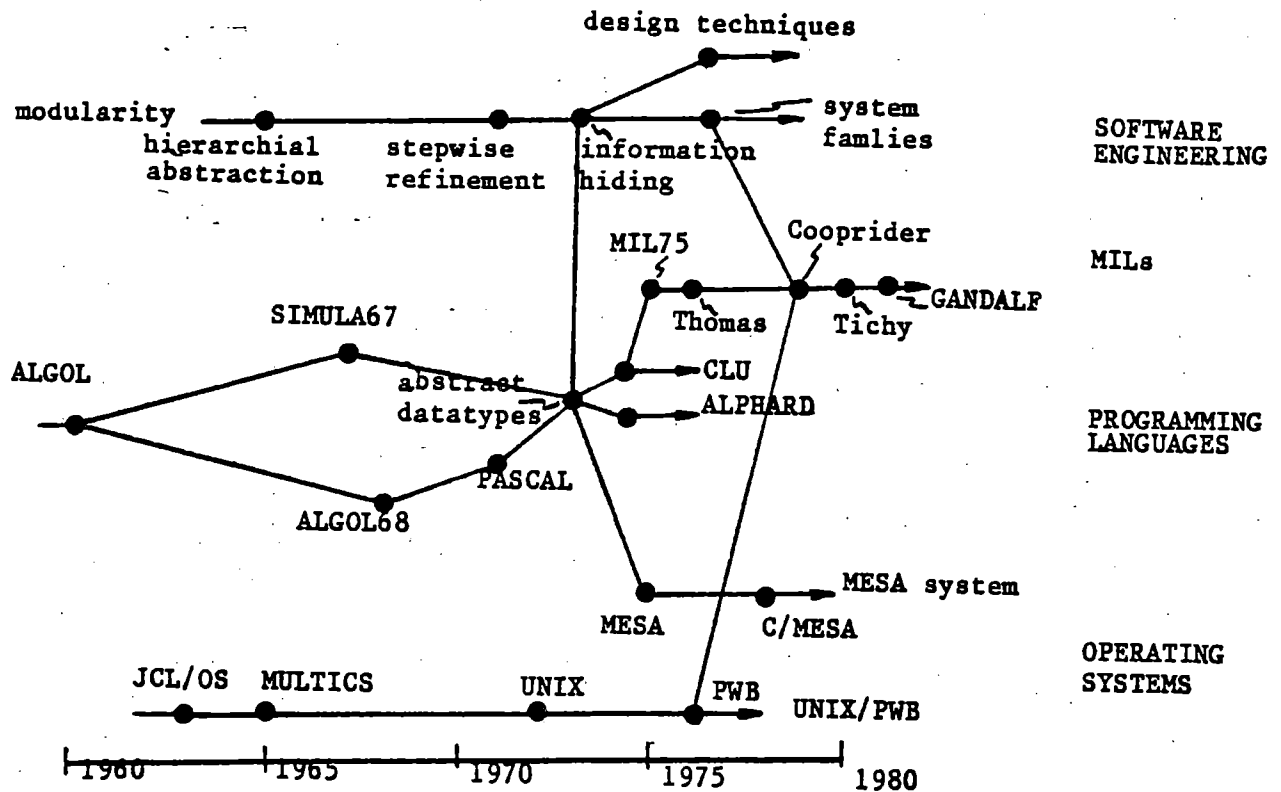 design techniques
modularity
system
famlies
hierarchial
abstraction
stepwise
refinement
information
hiding
SOFTWARE
ENGINEERING
Cooprider
MIL75
MILs
Thomas
Tichy
GANDALF
SIMULA67
ALGOL
abstract
datatypes
CLU
ALPHARD
PROGRAMMING
LANGUAGES
PASCAL
ALGOL68
MESA system
MESA
C/MESA
OPERATING
SYSTEMS
JCL/OS
MULTICS
UNIX
PWB
UNIX/PWB
1960
1965
1970
1975
1980